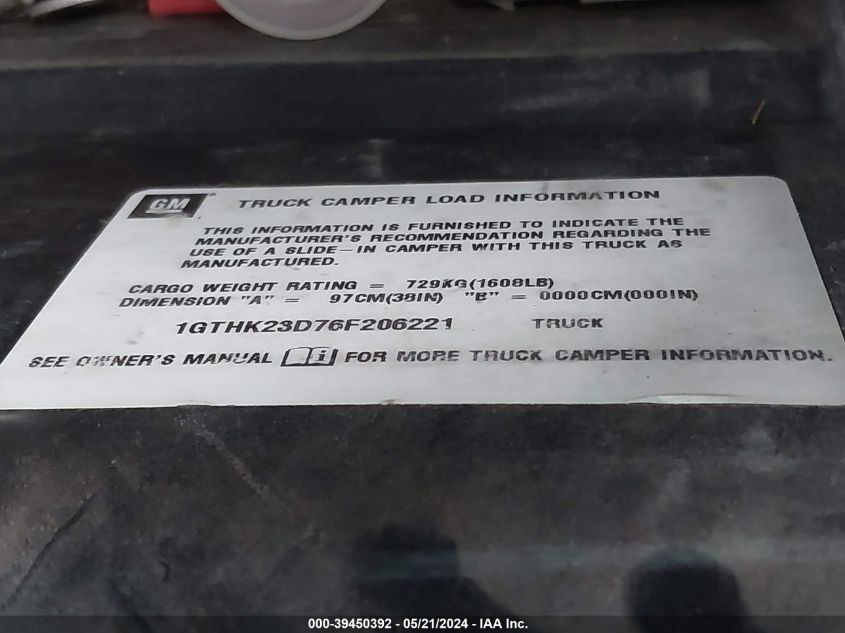 GM
TRUCK CAMPER LOAD INFORMATION
THIS INFORMATION IS FURNISHED TO INDICATE THE
MANUFACTURER'S RECOMMENDATION REGARDING THE
USE OF A SLIDE-IN CAMPER WITH THIS TRUCK AS
MANUFACTURED.
CARGO WEIGHT RATING = 729KG(1608LB)
DIMENSION "A" = 97CM(38IN) "B" = 0000CM(000IN)
1GTHK23D76F206221 TRUCK
SEE OWNER'S MANUAL FOR MORE TRUCK CAMPER INFORMATION.
000-39450392 - 05/21/2024 - IAA Inc.